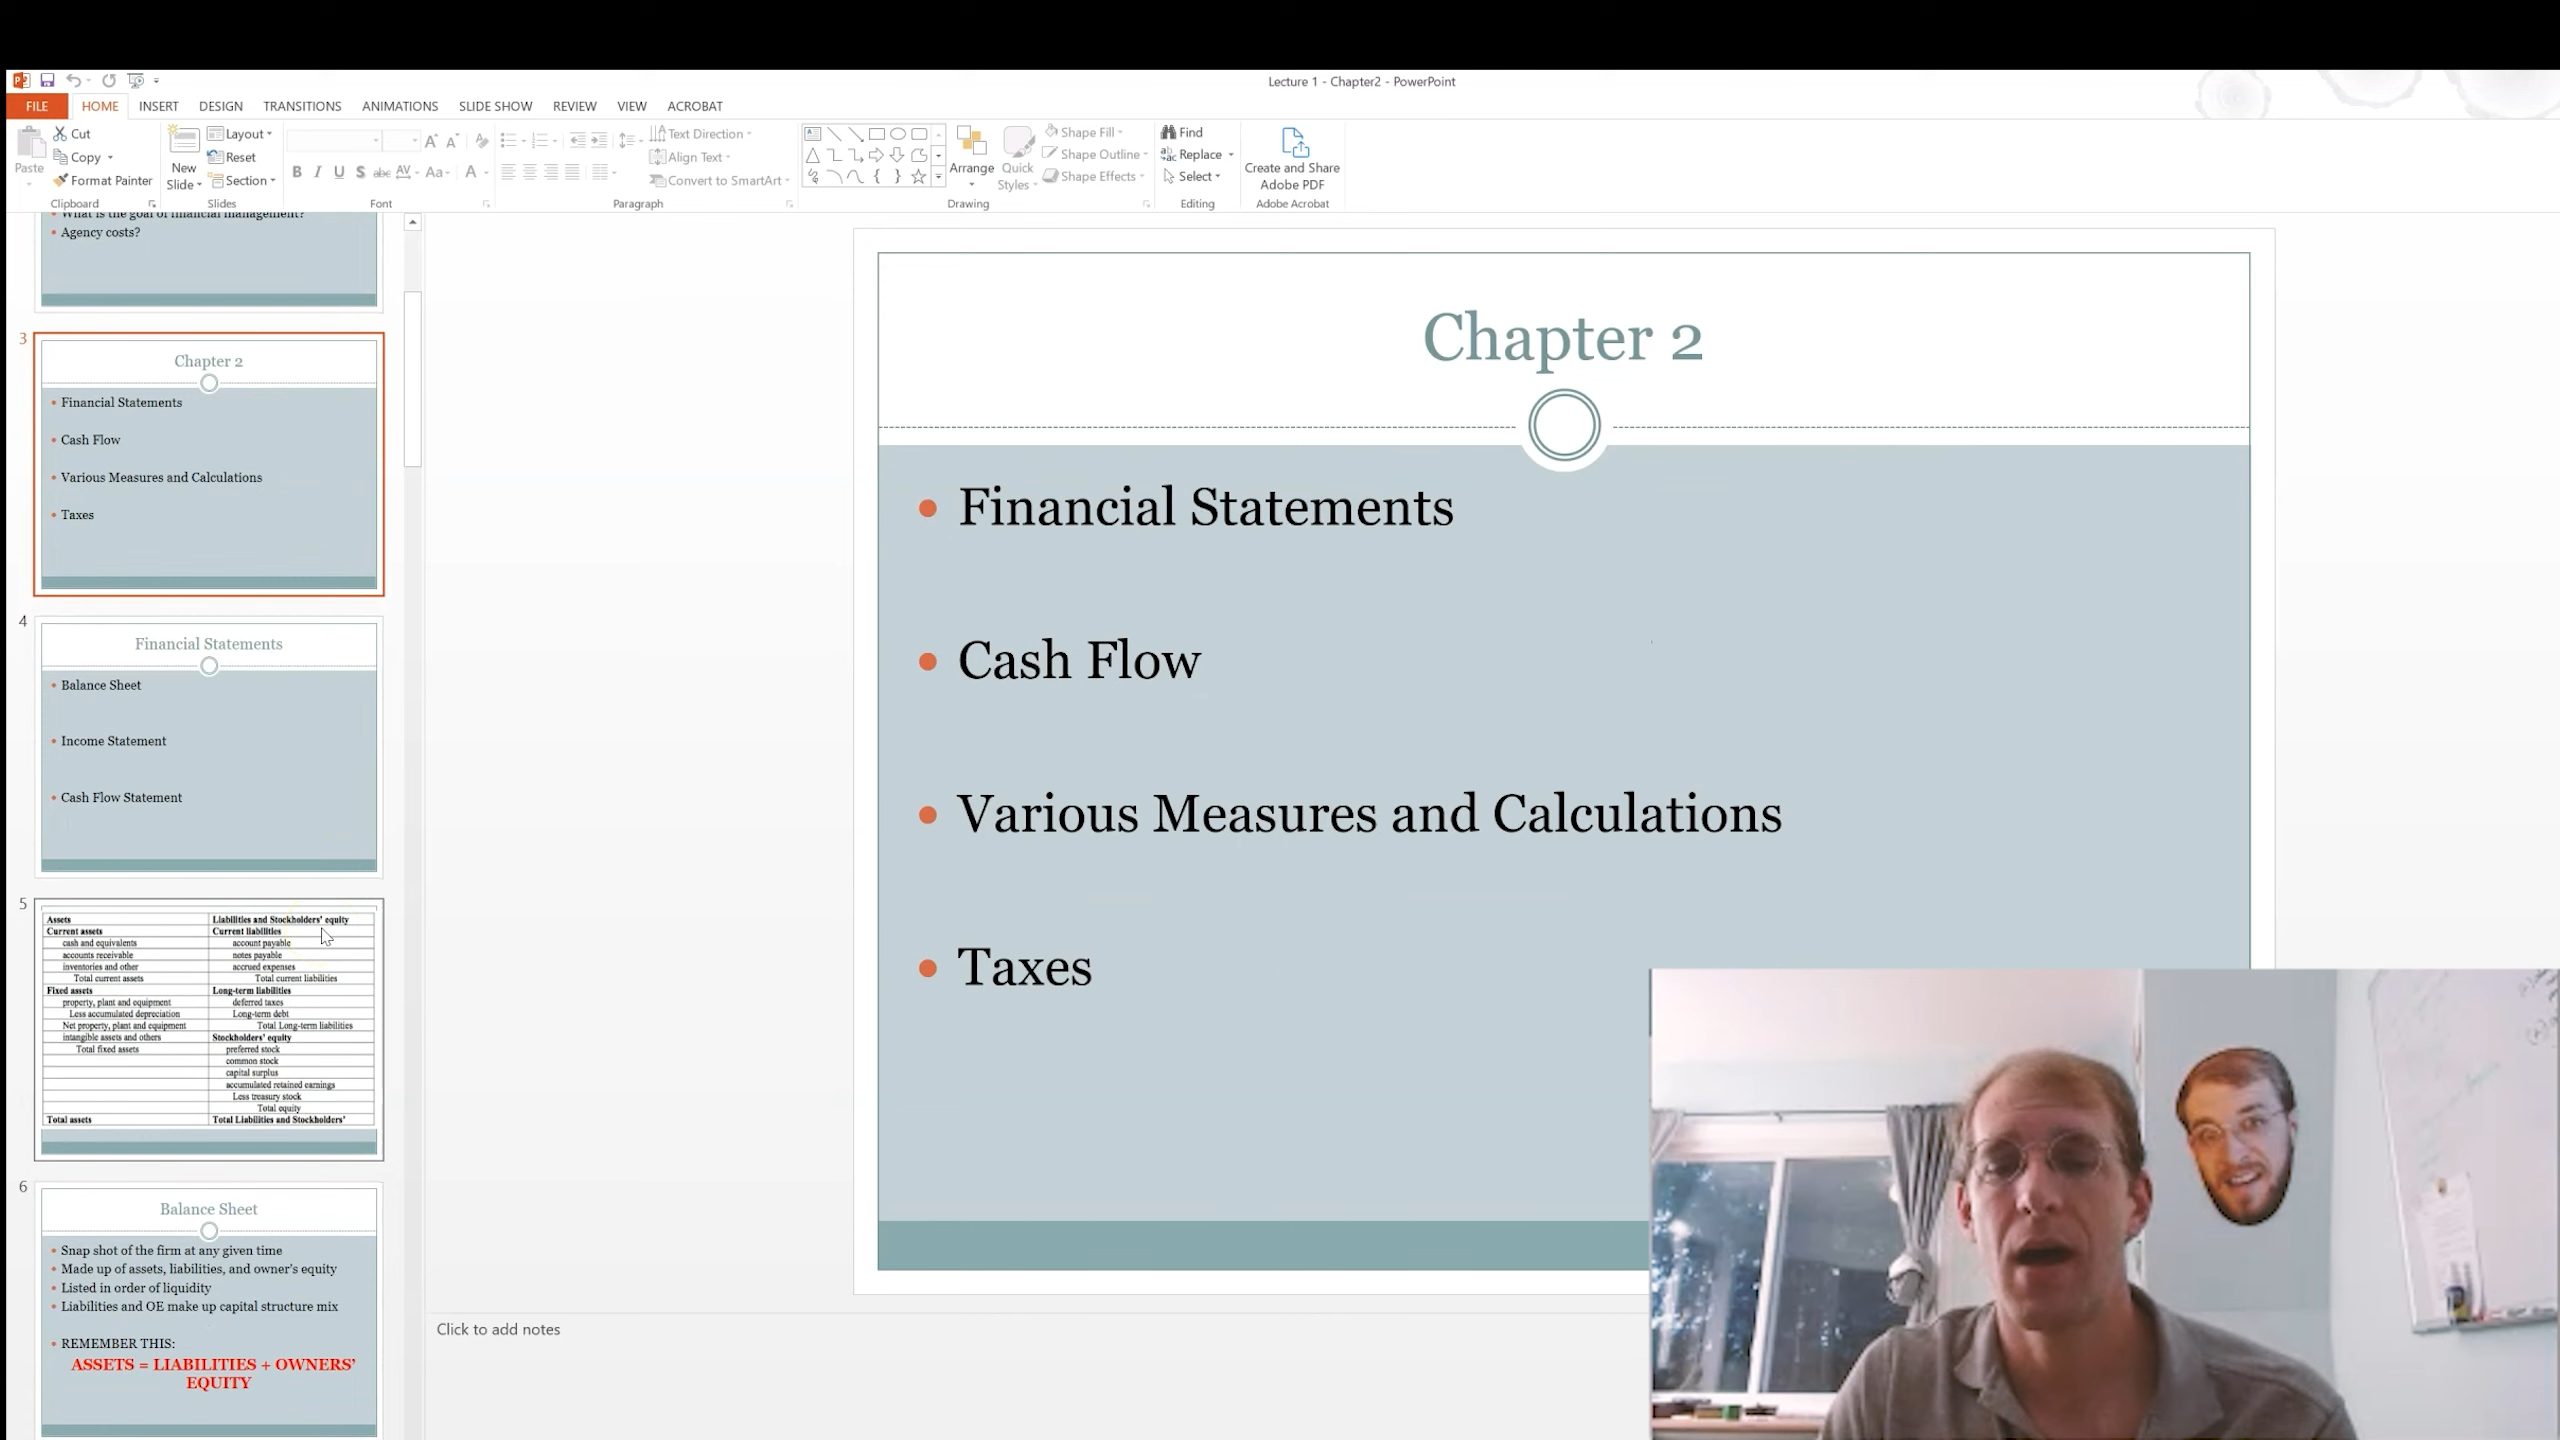 Lecture 1 - Chapter2 - PowerPoint
FILE HOME INSERT DESIGN TRANSITIONS ANIMATIONS SLIDE SHOW REVIEW VIEW ACROBAT
Paste
Cut
Copy
Format Painter
Clipboard
New
Slide
Layout
Reset
Section
Slides
B I U S abc AV Aa A
Font
Text Direction
Align Text
Convert to SmartArt
Paragraph
Arrange
Quick
Styles
Shape Fill
Shape Outline
Shape Effects
Drawing
Find
Replace
Select
Editing
Create and Share
Adobe PDF
Adobe Acrobat
What is the goal of financial management?
Agency costs?
3
Chapter 2
Financial Statements
Cash Flow
Various Measures and Calculations
Taxes
4
Financial Statements
Balance Sheet
Income Statement
Cash Flow Statement
5
Assets Liabilities and Stockholders' equity
Current assets Current liabilities
cash and equivalents account payable
accounts receivable notes payable
inventories and other accrued expenses
Total current assets Total current liabilities
Fixed assets Long-term liabilities
property, plant and equipment deferred taxes
Less accumulated depreciation Long-term debt
Net property, plant and equipment Total Long-term liabilities
intangible assets and others Stockholders' equity
Total fixed assets preferred stock
common stock
capital surplus
accumulated retained earnings
Less treasury stock
Total equity
Total assets Total Liabilities and Stockholders'
6
Balance Sheet
Snap shot of the firm at any given time
Made up of assets, liabilities, and owner's equity
Listed in order of liquidity
Liabilities and OE make up capital structure mix
REMEMBER THIS:
ASSETS = LIABILITIES + OWNERS'
EQUITY
Chapter 2
Financial Statements
Cash Flow
Various Measures and Calculations
Taxes
Click to add notes